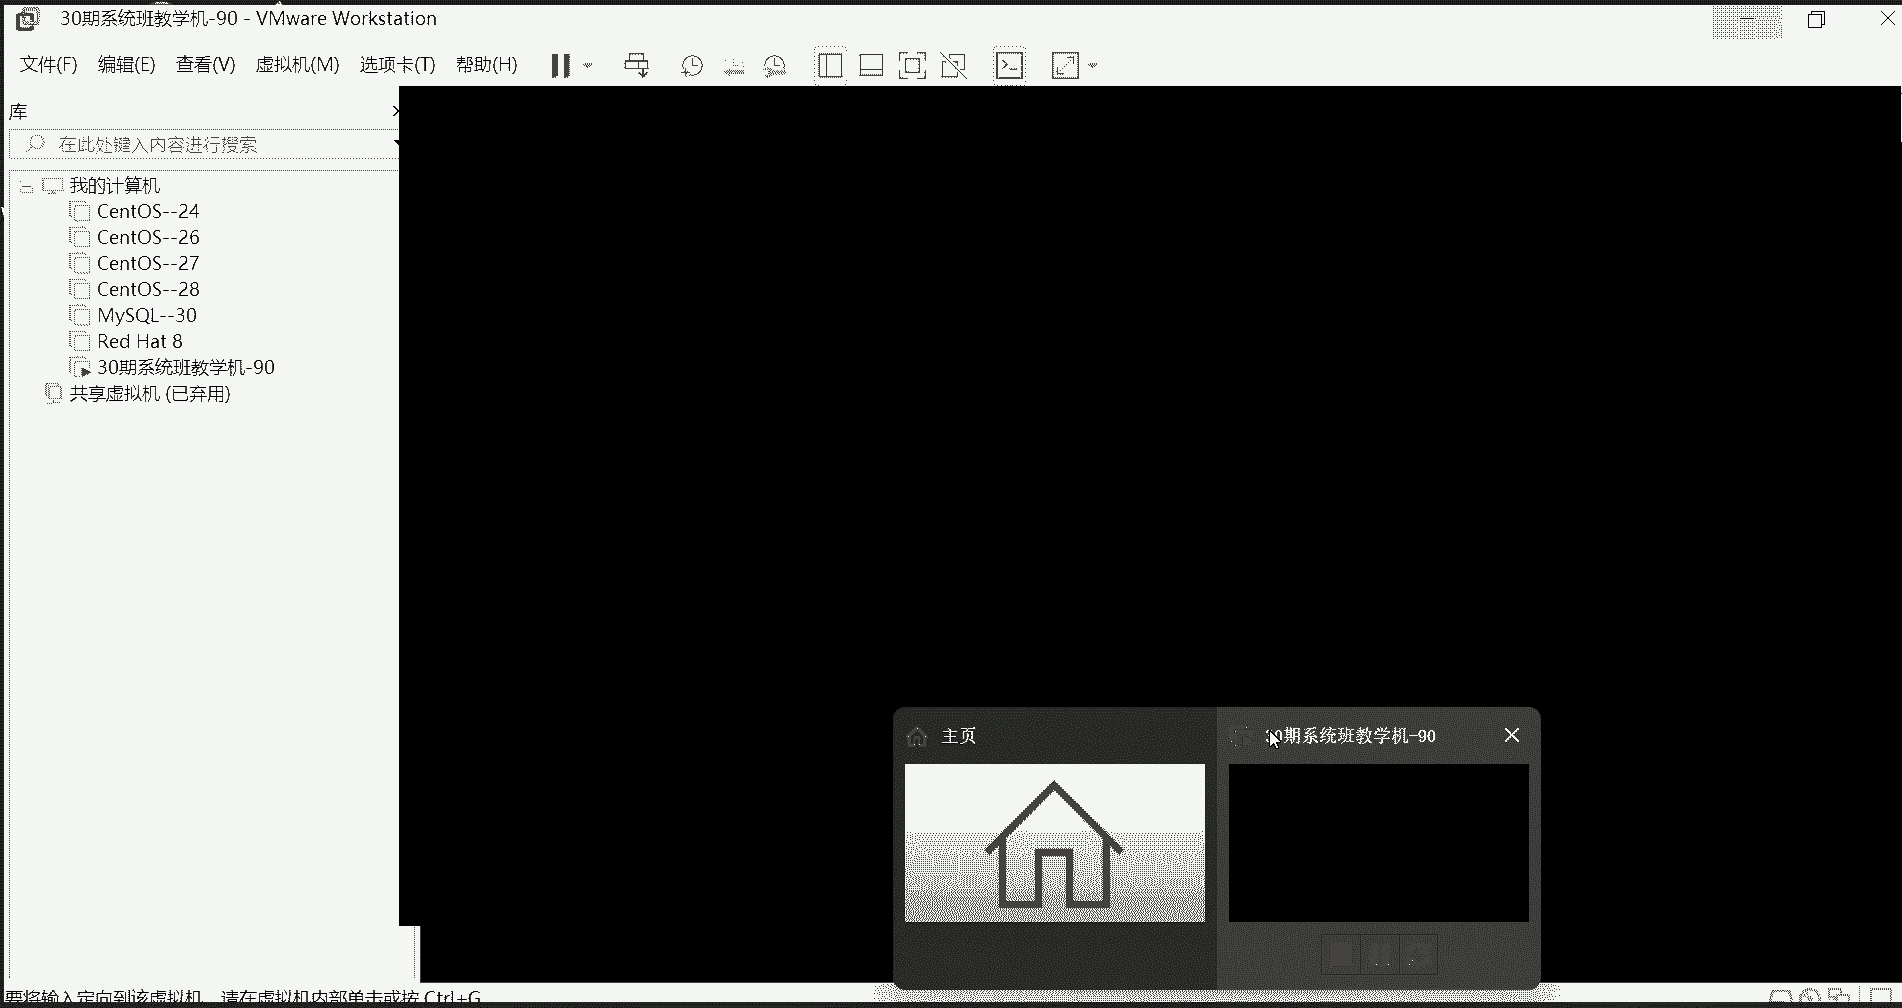 30期系统班教学机-90 - VMware Workstation
文件(F) 编辑(E) 查看(V) 虚拟机(M) 选项卡(T) 帮助(H)
库
在此处键入内容进行搜索
我的计算机
CentOS--24
CentOS--26
CentOS--27
CentOS--28
MySQL--30
Red Hat 8
30期系统班教学机-90
共享虚拟机 (已弃用)
主页
30期系统班教学机-90
要将输入定向到该虚拟机，请在虚拟机内部单击或按 Ctrl+G